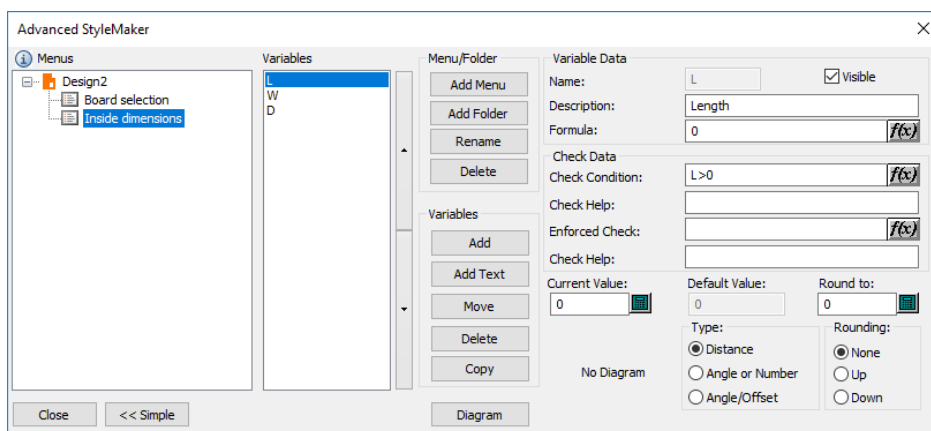 Advanced StyleMaker
Menus
Design2
Board selection
Inside dimensions
Variables
L
W
D
Menu/Folder
Add Menu
Add Folder
Rename
Delete
Variables
Add
Add Text
Move
Delete
Copy
Variable Data
Name: L Visible
Description: Length
Formula: 0 f(x)
Check Data
Check Condition: L>0 f(x)
Check Help:
Enforced Check: f(x)
Check Help:
Current Value: Default Value: Round to:
0 0 0
No Diagram
Type:
Distance
Angle or Number
Angle/Offset
Rounding:
None
Up
Down
Close << Simple Diagram